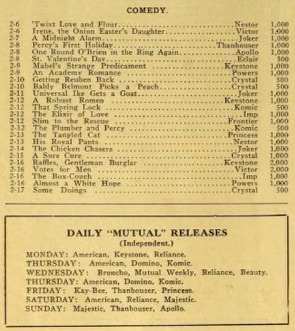 COMEDY.
2-6 'Twixt Love and Flour Nestor 1,000
2-6 Irene, the Onion Easter's Daughter Victor 1,000
2-7 A Midnight Alarm Joker 1,000
2-8 Percy's First Holiday Thanhouser 1,000
2-8 One Round O'Brien in the Ring Again Apollo 1,000
2-8 St. Valentine's Day Eclair 500
2-9 Mabel's Strange Predicament Keystone 1,000
2-9 An Academy Romance Powers 1,000
2-10 Getting Reuben Back Crystal 500
2-10 Baldy Belmont Picks a Peach Crystal 500
2-11 Universal Ike Gets a Goat Joker 1,000
2-12 A Robust Romeo Keystone 1,000
2-12 That Spring Lock Komic 500
2-12 The Elixir of Love Imp 1,000
2-12 Slim to the Rescue Frontier 1,000
2-12 The Plumber and Percy Komic 500
2-13 The Tangled Cat Princess 1,000
2-13 His Royal Pants Nestor 1,000
2-14 The Chicken Chasers Joker 1,000
2-15 A Sure Cure Crystal 1,000
2-16 Raffles, Gentleman Burglar Keystone 2,000
2-16 Votes for Men Victor 2,000
2-16 The Box-Couch Imp 1,000
2-16 Almost a White Hope Powers 1,000
2-17 Some Doings Crystal 500
DAILY "MUTUAL" RELEASES
(Independent.)
MONDAY: American, Keystone, Reliance.
THURSDAY: American, Domino, Komic.
WEDNESDAY: Broncho, Mutual Weekly, Reliance, Beauty.
THURSDAY: American, Domino, Komic.
FRIDAY: Kay-Bee, Thanhouser, Princess.
SATURDAY: American, Reliance, Majestic.
SUNDAY: Majestic, Thanhouser, Apollo.